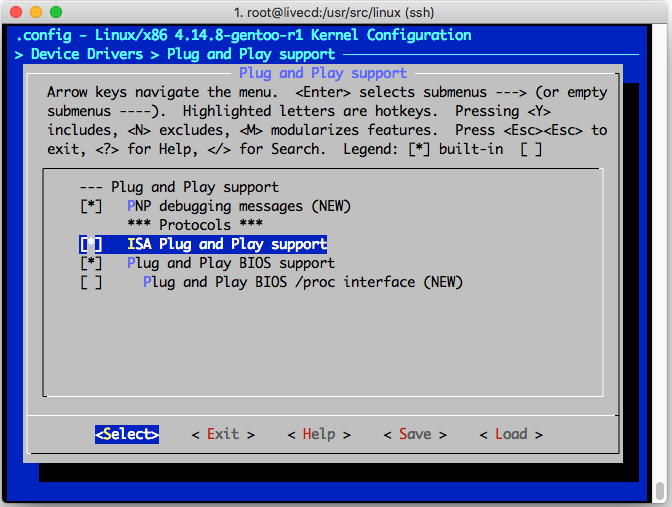 1. root@livecd:/usr/src/linux (ssh)
.config - Linux/x86 4.14.8-gentoo-r1 Kernel Configuration
> Device Drivers > Plug and Play support
Plug and Play support
Arrow keys navigate the menu.  <Enter> selects submenus ---> (or empty
submenus ----).  Highlighted letters are hotkeys.  Pressing <Y>
includes, <N> excludes, <M> modularizes features.  Press <Esc><Esc> to
exit, <?> for Help, </> for Search.  Legend: [*] built-in  [ ]
--- Plug and Play support
[*]   PNP debugging messages (NEW)
*** Protocols ***
[*]   ISA Plug and Play support
[*]   Plug and Play BIOS support
[ ]     Plug and Play BIOS /proc interface (NEW)
<Select>    < Exit >    < Help >    < Save >    < Load >